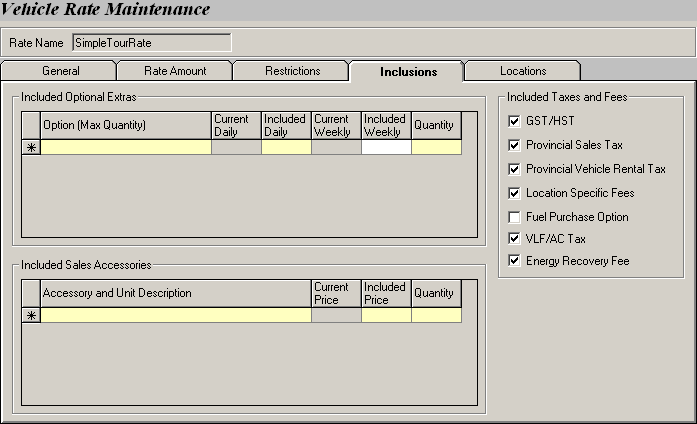 Vehicle Rate Maintenance
Rate Name SimpleTourRate
General Rate Amount Restrictions Inclusions Locations
Included Optional Extras
Option (Max Quantity) Current Daily Included Daily Current Weekly Included Weekly Quantity
Included Sales Accessories
Accessory and Unit Description Current Price Included Price Quantity
Included Taxes and Fees
GST/HST
Provincial Sales Tax
Provincial Vehicle Rental Tax
Location Specific Fees
Fuel Purchase Option
VLF/AC Tax
Energy Recovery Fee